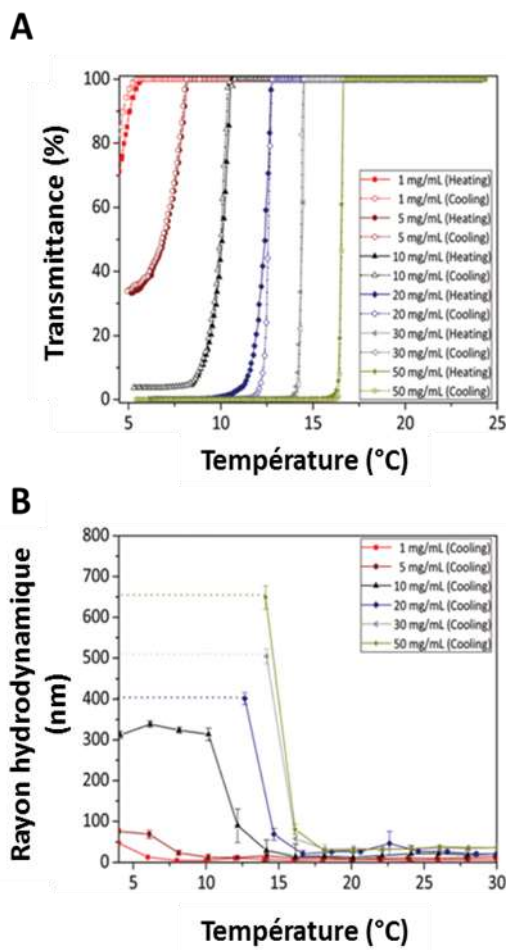 A
Transmittance (%)
100
80
60
40
20
0
1 mg/mL (Heating)
1 mg/mL (Cooling)
5 mg/mL (Heating)
5 mg/mL (Cooling)
10 mg/mL (Heating)
10 mg/mL (Cooling)
20 mg/mL (Heating)
20 mg/mL (Cooling)
30 mg/mL (Heating)
30 mg/mL (Cooling)
50 mg/mL (Heating)
50 mg/mL (Cooling)
5 10 15 20 25
Température (°C)
B
Rayon hydrodynamique
(nm)
800
700
600
500
400
300
200
100
0
1 mg/mL (Cooling)
5 mg/mL (Cooling)
10 mg/mL (Cooling)
20 mg/mL (Cooling)
30 mg/mL (Cooling)
50 mg/mL (Cooling)
5 10 15 20 25 30
Température (°C)